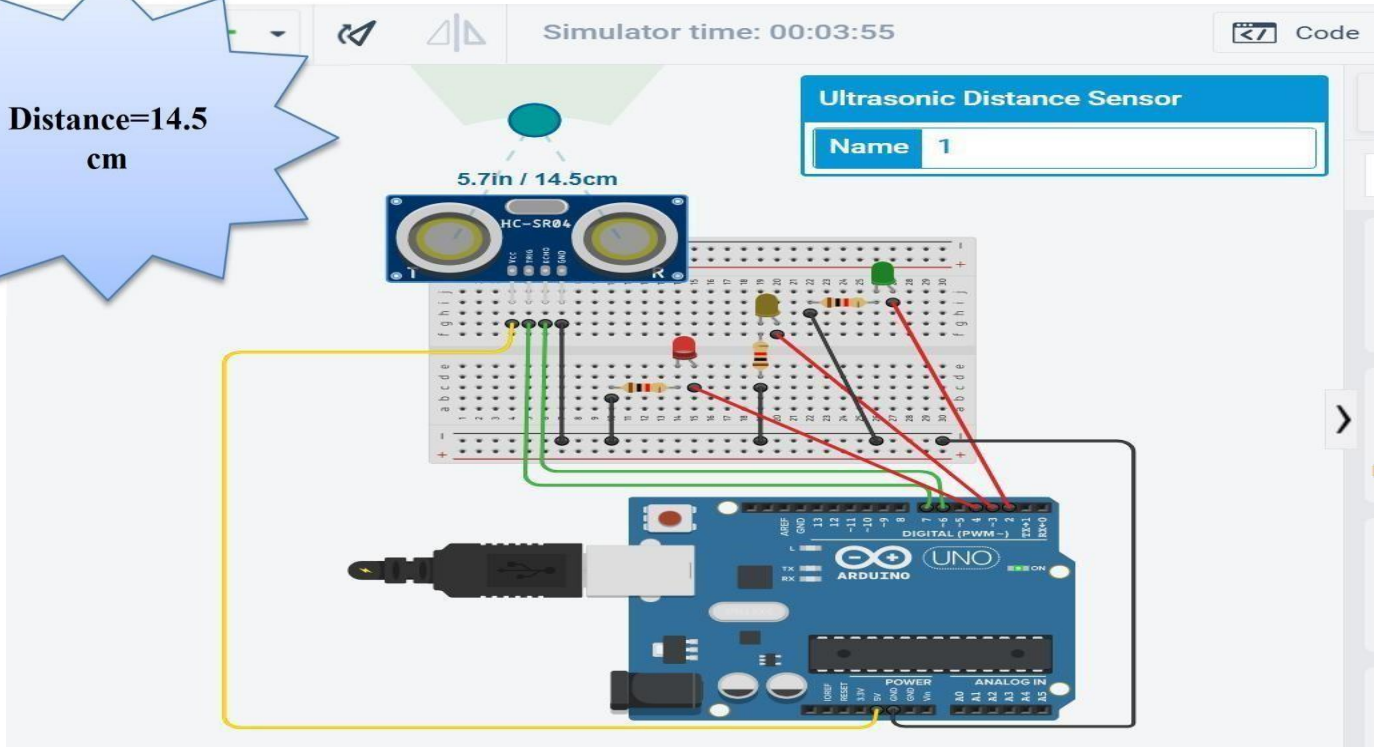 Simulator time: 00:03:55
Code
Distance=14.5
cm
Ultrasonic Distance Sensor
Name 1
5.7in / 14.5cm
HC-SR04
VCC TRIG ECHO GND
T R
AREF GND 13 12 ~11 ~10 ~9 8 7 ~6 ~5 4 ~3 2 TX→1 RX←0
DIGITAL (PWM~)
L
TX
RX
UNO
ON
ARDUINO
POWER
ANALOG IN
IOREF RESET 3.3V 5V GND GND Vin A0 A1 A2 A3 A4 A5